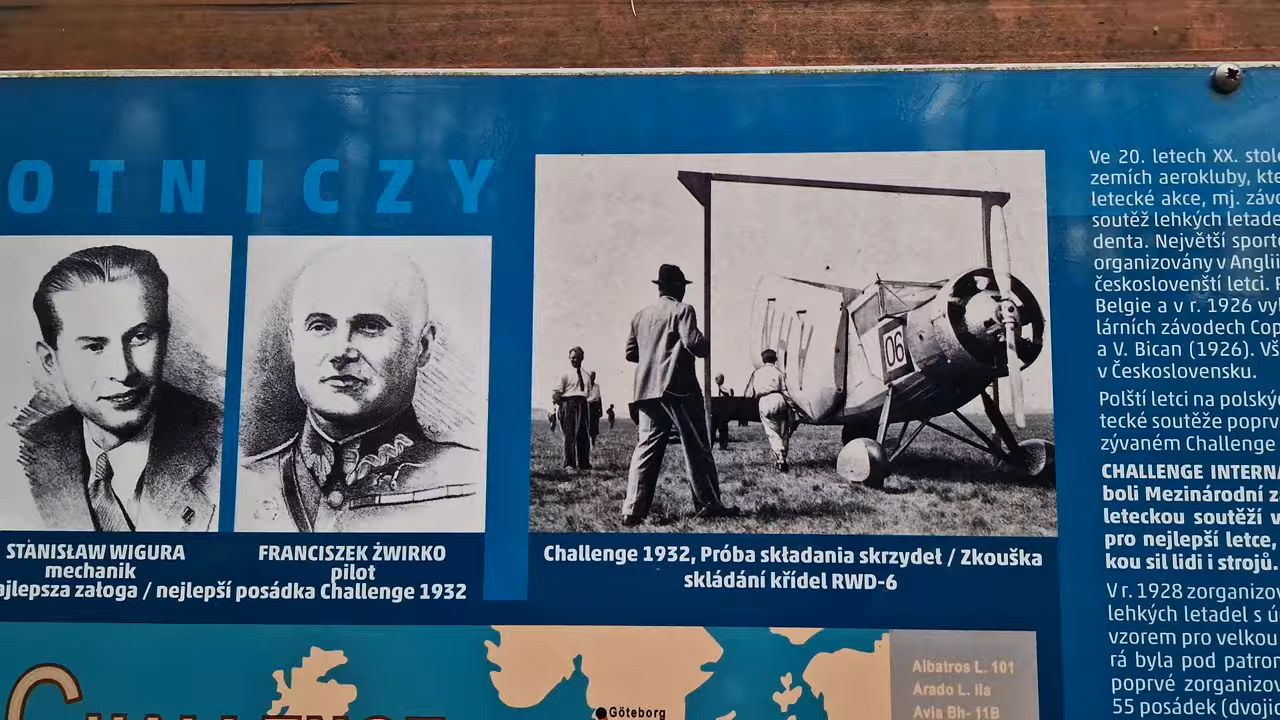 OTNICZY
STANISŁAW WIGURA
mechanik
FRANCISZEK ŻWIRKO
pilot
ajlepsza załoga / nejlepší posádka Challenge 1932
06
Challenge 1932, Próba składania skrzydeł / Zkouška
skládání křídel RWD-6
Ve 20. letech XX. stole
zemích aerokluby, kte
letecké akce, mj. závo
soutěž lehkých letade
denta. Největší sporto
organizovány v Anglii
českoslovenští letci. P
Belgie a v r. 1926 vyh
lárních závodech Cop
a V. Bican (1926). Vš
v Československu.
Polští letci na polskýc
tecké soutěže poprv
zývaném Challenge
CHALLENGE INTERNA
boli Mezinárodní z
leteckou soutěží v
pro nejlepší letce,
kou sil lidi i strojů.
V r. 1928 zorganizov
lehkých letadel s ú
vzorem pro velkou
rá byla pod patron
poprvé zorganizov
55 posádek (dvojic
CHALLENGE
Göteborg
Albatros L. 101
Arado L. IIa
Avia Bh- 11B